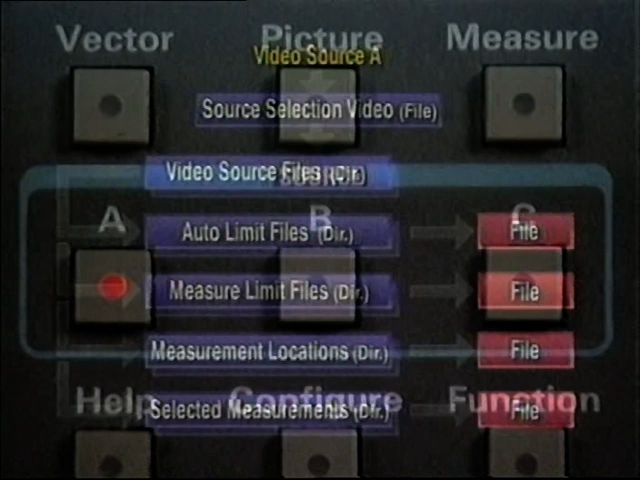 Vector Picture Measure
Video Source A
Source Selection Video (File)
Video Source Files (Dir.)
SOURCE
A B C
Auto Limit Files (Dir.) File
Measure Limit Files (Dir.) File
Measurement Locations (Dir.) File
Help Configure Function
Selected Measurements (Dir.) File